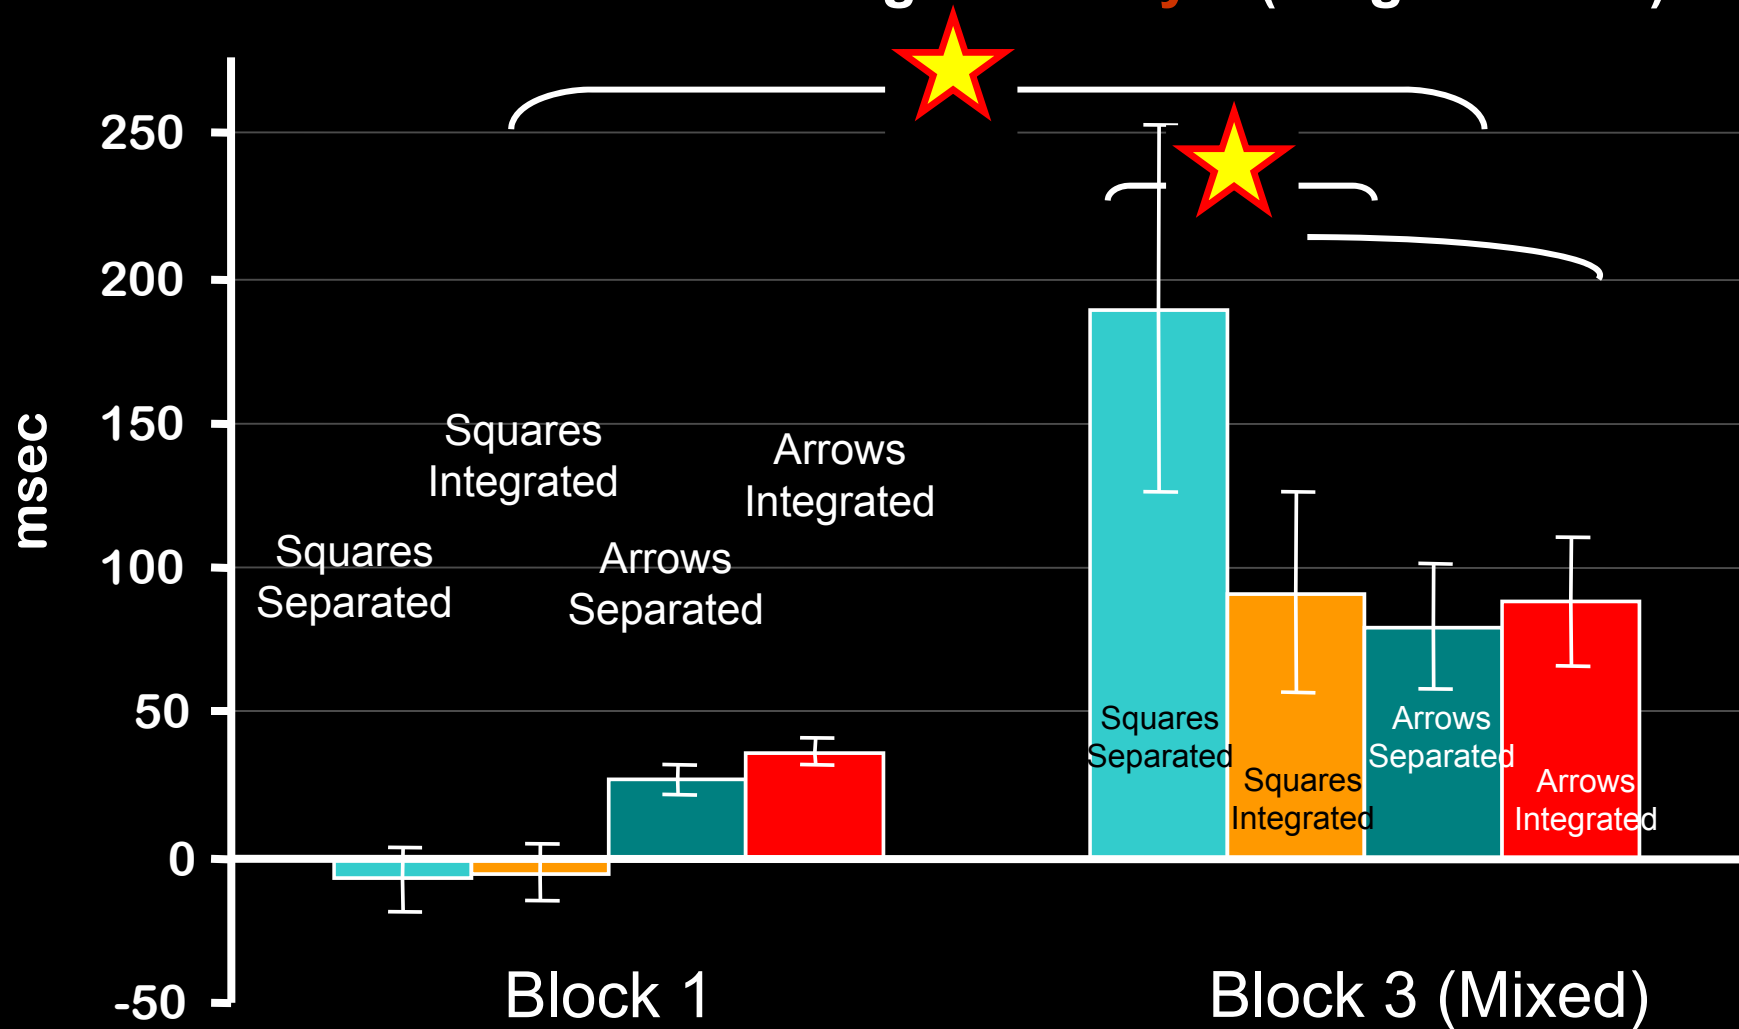 250
200
150
100
50
0
-50
msec
Squares
Integrated
Arrows
Integrated
Squares
Separated
Arrows
Separated
Squares
Separated
Squares
Integrated
Arrows
Separated
Arrows
Integrated
Block 1
Block 3 (Mixed)